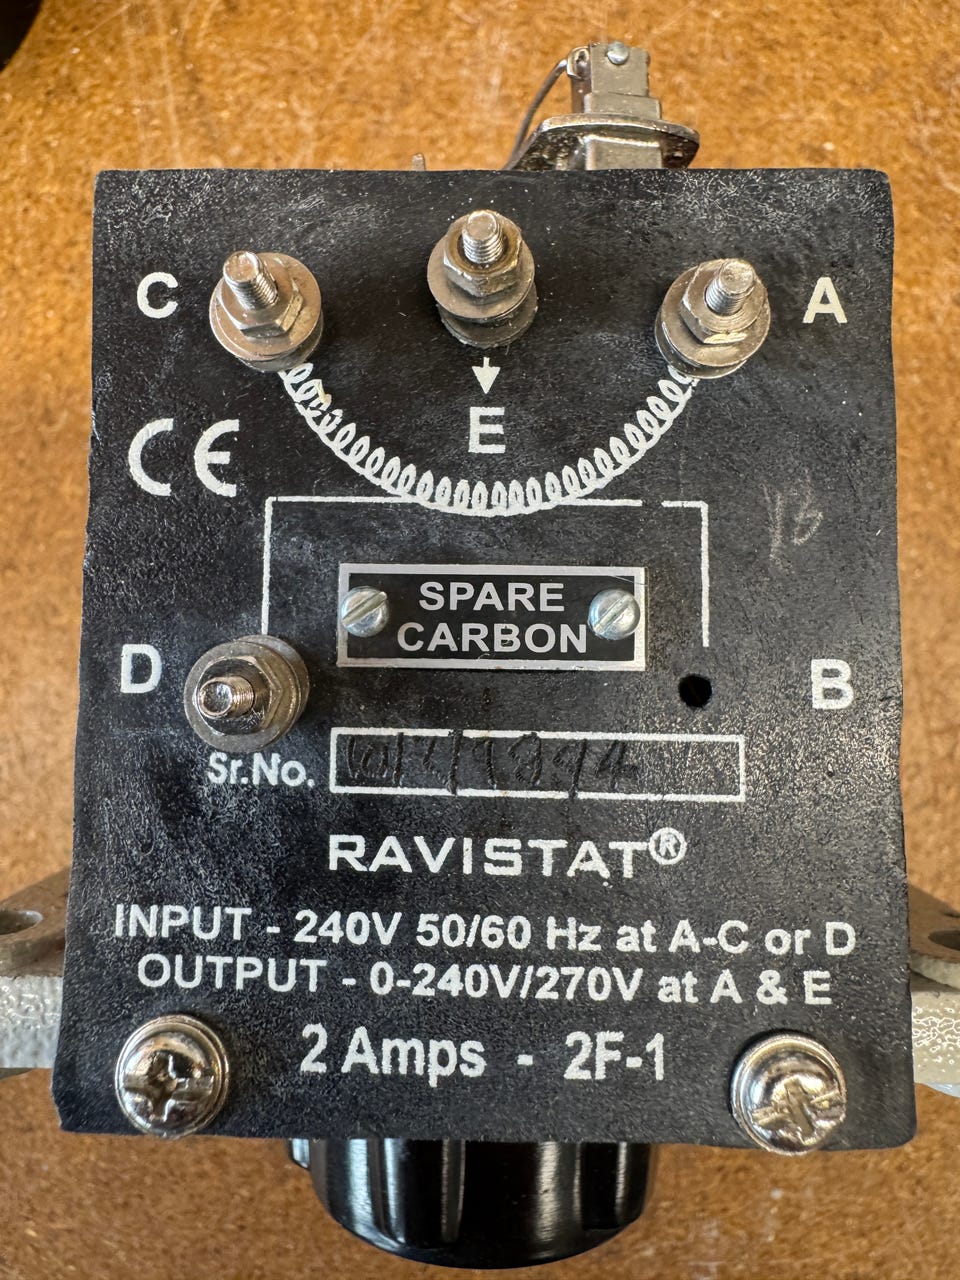 C
A
E
CE
SPARE
CARBON
D
B
Sr.No.
RAVISTAT®
INPUT - 240V 50/60 Hz at A-C or D
OUTPUT - 0-240V/270V at A & E
2 Amps - 2F-1